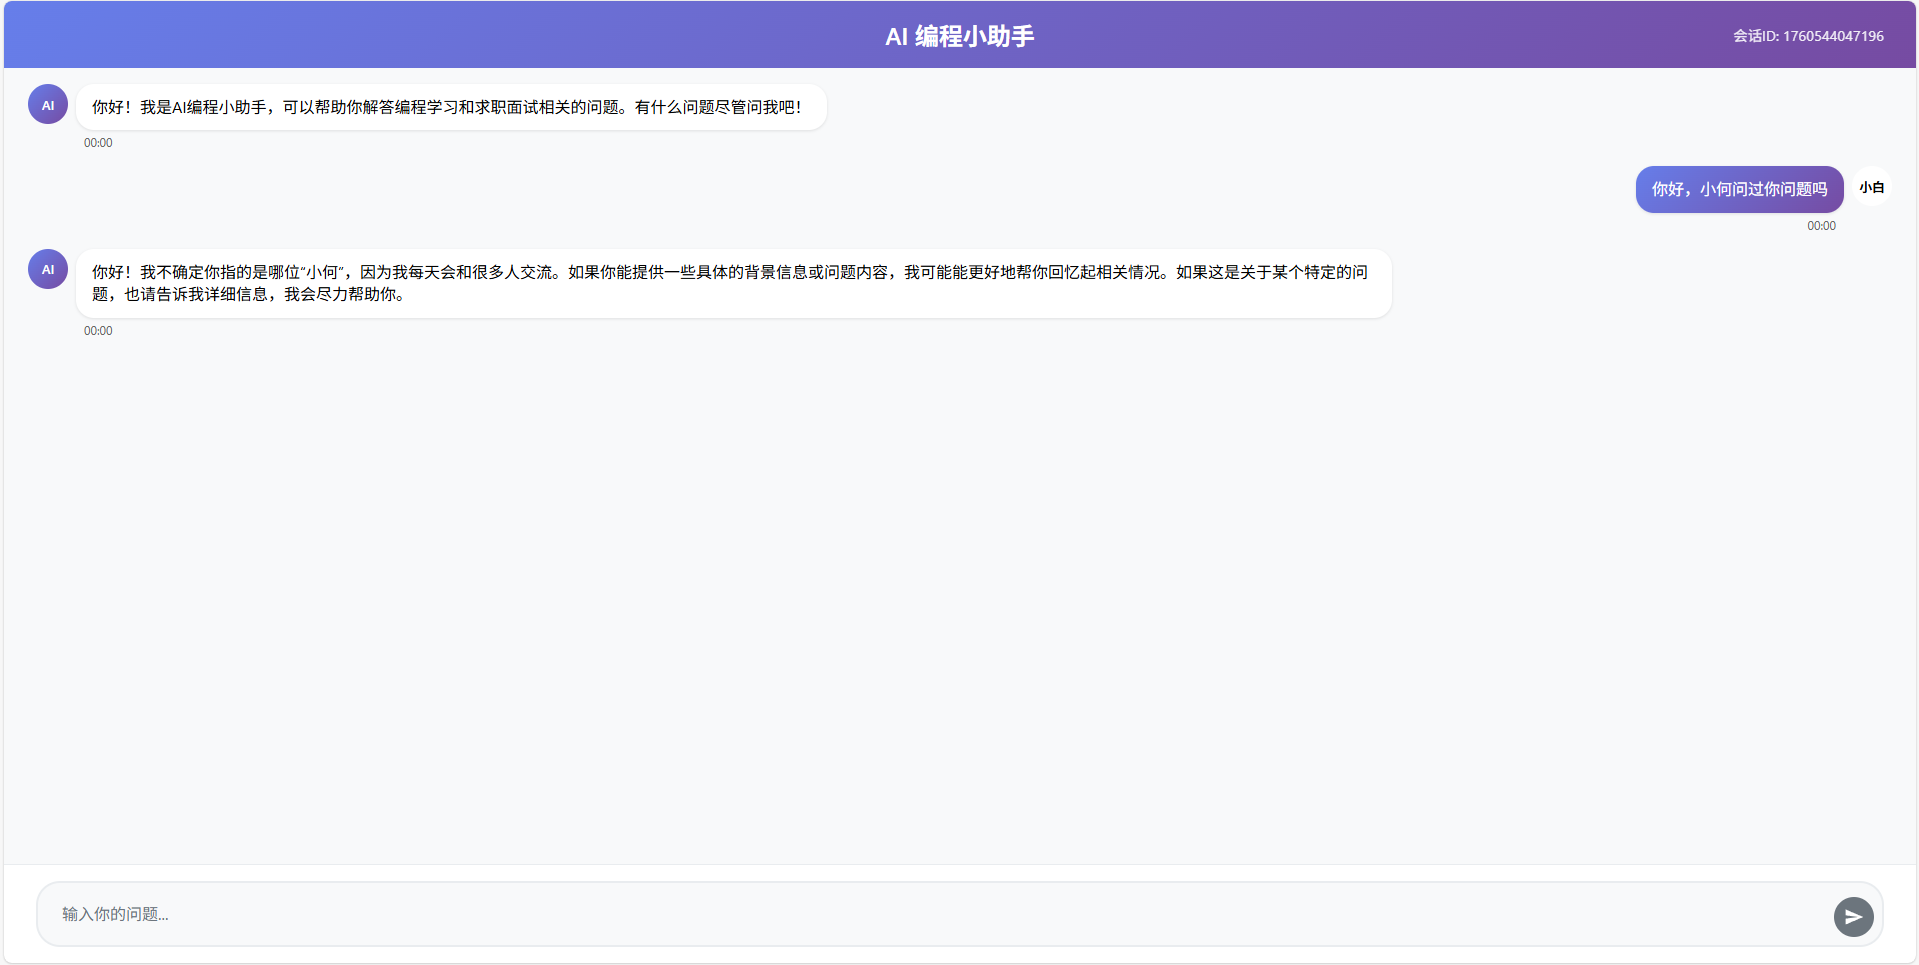 AI 编程小助手
会话ID: 1760544047196
AI
你好！我是AI编程小助手，可以帮助你解答编程学习和求职面试相关的问题。有什么问题尽管问我吧！
00:00
你好，小何问过你问题吗
小白
00:00
AI
你好！我不确定你指的是哪位“小何”，因为我每天会和很多人交流。如果你能提供一些具体的背景信息或问题内容，我可能能更好地帮你回忆起相关情况。如果这是关于某个特定的问
题，也请告诉我详细信息，我会尽力帮助你。
00:00
输入你的问题...